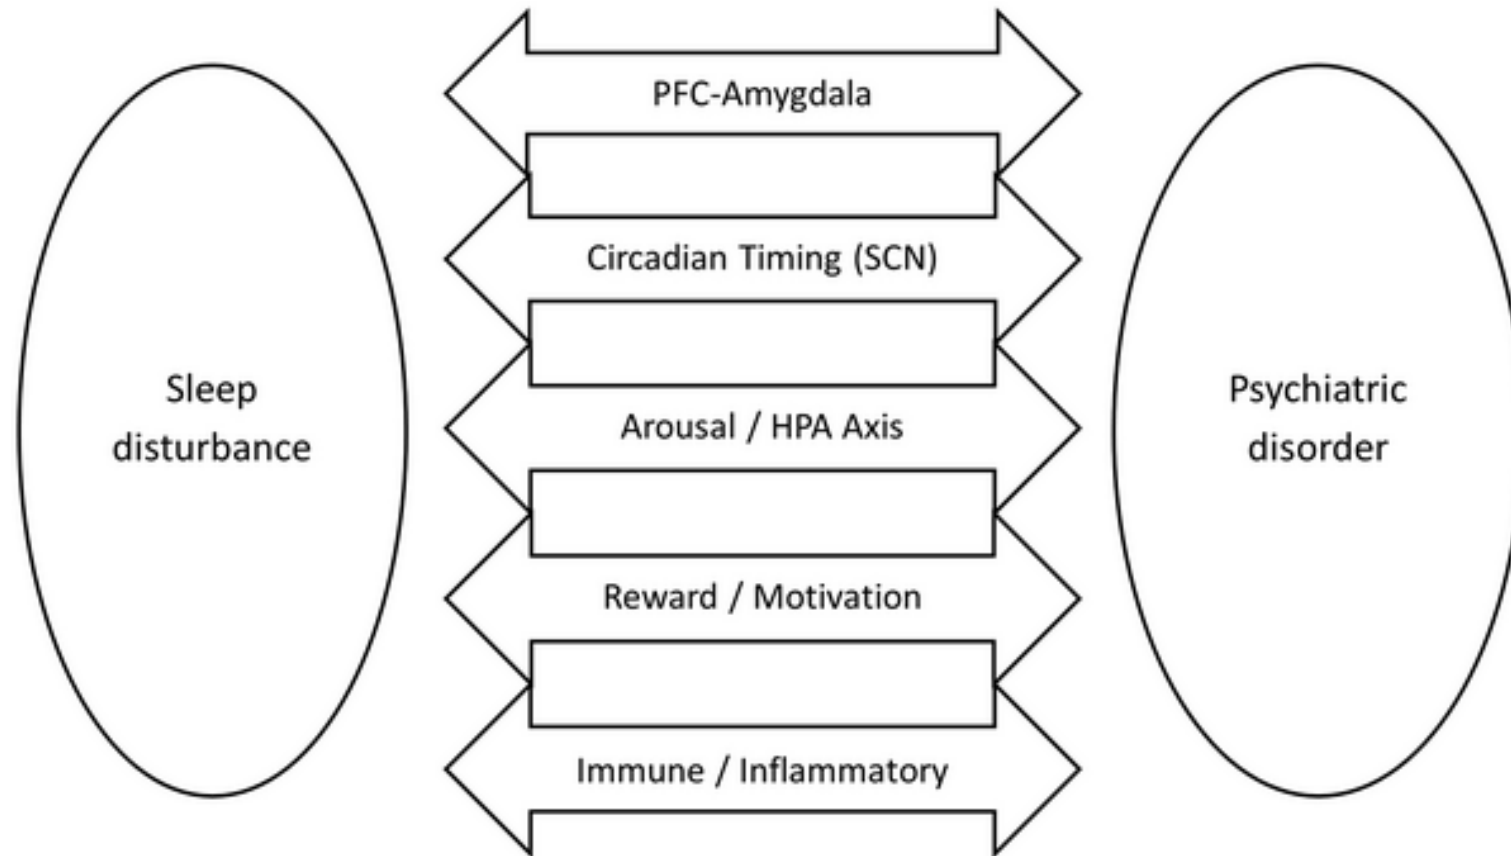 PFC-Amygdala
Circadian Timing (SCN)
Sleep
disturbance
Arousal / HPA Axis
Psychiatric
disorder
Reward / Motivation
Immune / Inflammatory